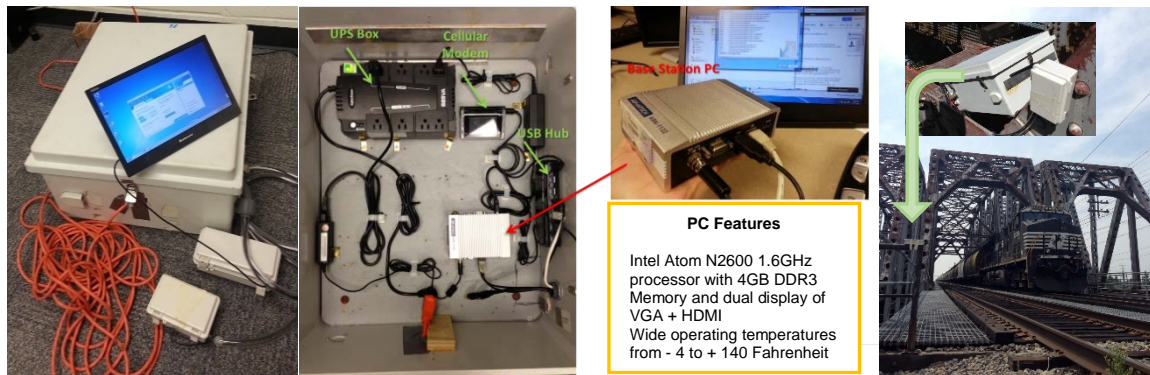 UPS Box
Cellular
Modem
USB Hub
Base Station PC
PC Features
Intel Atom N2600 1.6GHz
processor with 4GB DDR3
Memory and dual display of
VGA + HDMI
Wide operating temperatures
from - 4 to + 140 Fahrenheit